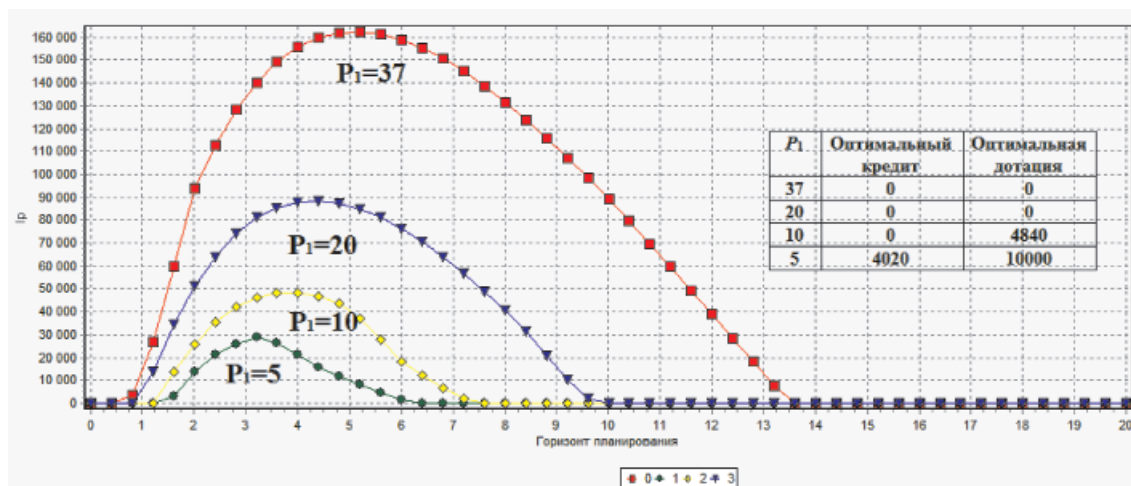 160 000
150 000
140 000
130 000
120 000
110 000
100 000
90 000
80 000
70 000
60 000
50 000
40 000
30 000
20 000
10 000
0
Ip
P₁=37
P₁=20
P₁=10
P₁=5
P₁ Оптимальный кредит Оптимальная дотация
37 0 0
20 0 0
10 0 4840
5 4020 10000
0 1 2 3 4 5 6 7 8 9 10 11 12 13 14 15 16 17 18 19 20
Горизонт планирования
0 1 2 3